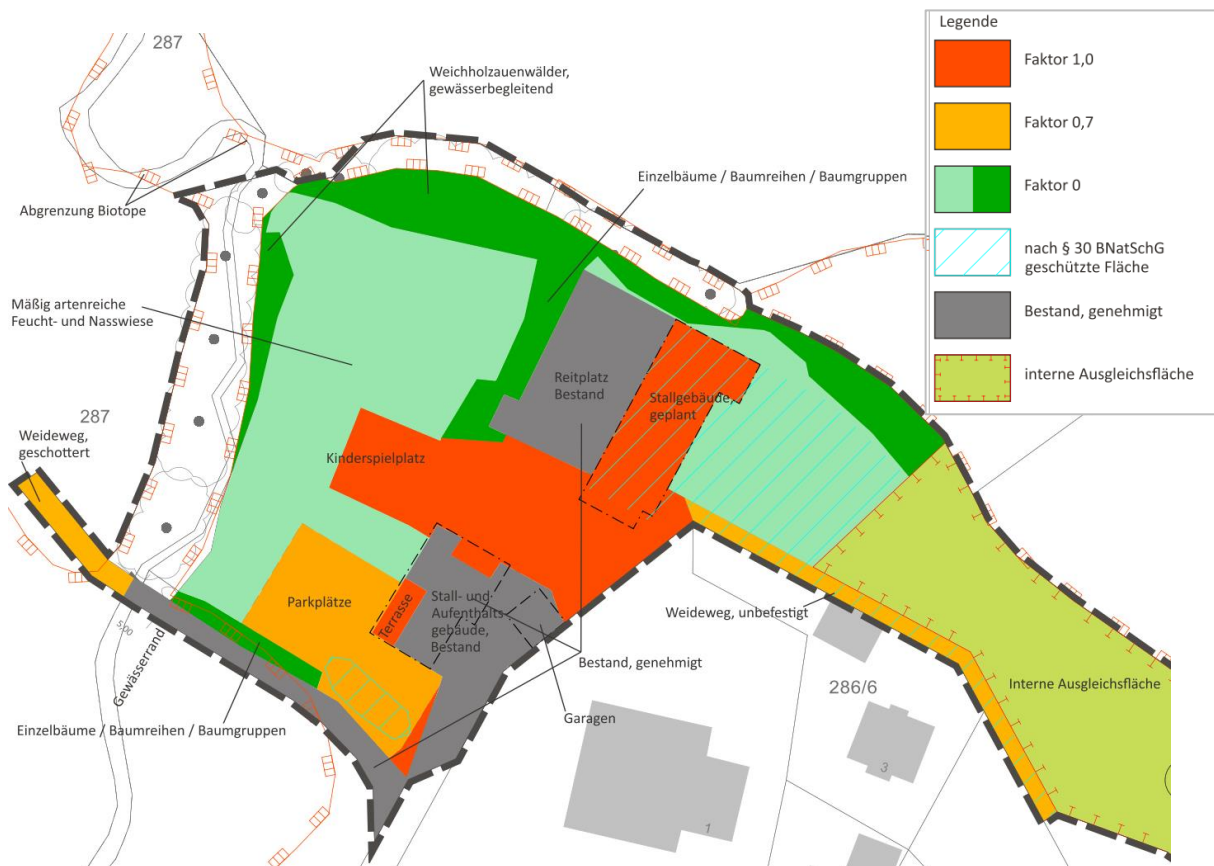 287
Weichholzauenwälder,
gewässerbegleitend
Einzelbäume / Baumreihen / Baumgruppen
Abgrenzung Biotope
Mäßig artenreiche
Feucht- und Nasswiese
Reitplatz
Bestand
Stallgebäude,
geplant
287
Weideweg,
geschottert
Kinderspielplatz
Parkplätze
Terrasse
Stall- und
Aufenthalts
gebäude,
Bestand
Weideweg, unbefestigt
5,00
Gewässerrand
Bestand, genehmigt
286/6
Interne Ausgleichsfläche
Garagen
Einzelbäume / Baumreihen / Baumgruppen
3
1
Legende
Faktor 1,0
Faktor 0,7
Faktor 0
nach § 30 BNatSchG
geschützte Fläche
Bestand, genehmigt
interne Ausgleichsfläche